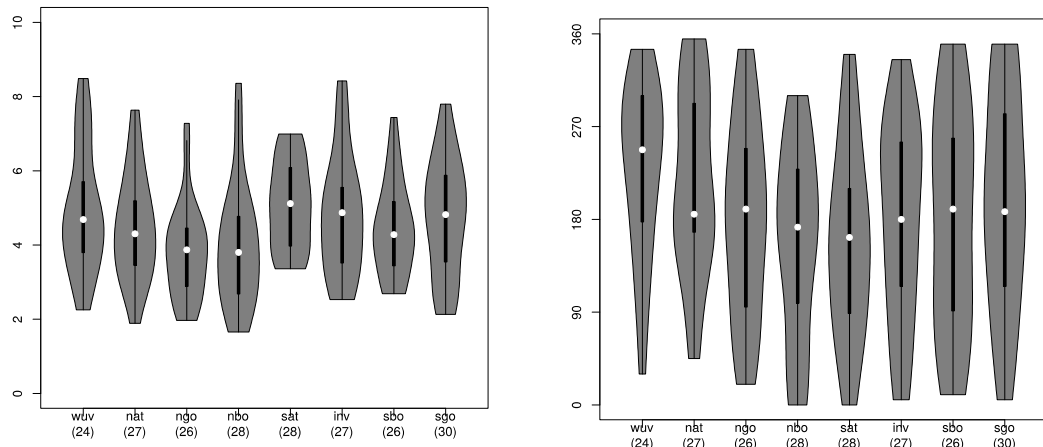 10
8
6
4
2
0
wuv nat ngo nbo sat irlv sbo sgo
(24) (27) (26) (28) (28) (27) (26) (30)
360
270
180
90
0
wuv nat ngo nbo sat irlv sbo sgo
(24) (27) (26) (28) (28) (27) (26) (30)